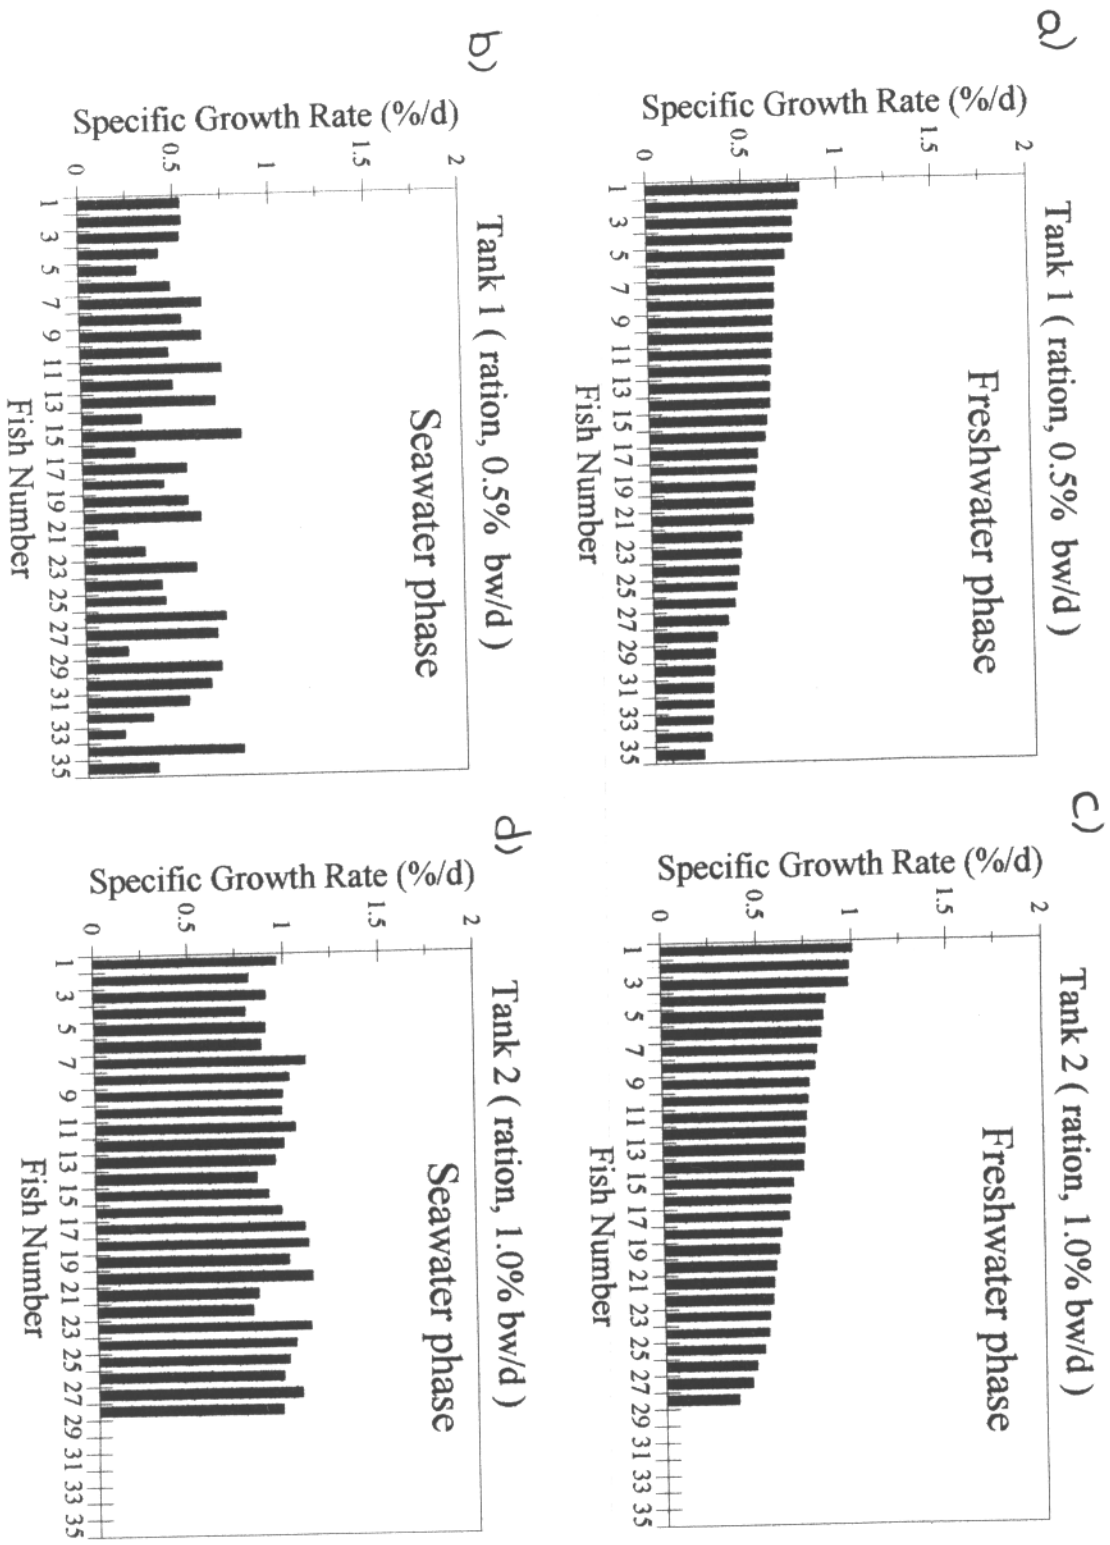 a)
Tank 1 ( ration, 0.5% bw/d )
Freshwater phase
Specific Growth Rate (%/d)
2
1.5
1
0.5
0
1 3 5 7 9 11 13 15 17 19 21 23 25 27 29 31 33 35
Fish Number
b)
Tank 1 ( ration, 0.5% bw/d )
Seawater phase
Specific Growth Rate (%/d)
2
1.5
1
0.5
0
1 3 5 7 9 11 13 15 17 19 21 23 25 27 29 31 33 35
Fish Number
c)
Tank 2 ( ration, 1.0% bw/d )
Freshwater phase
Specific Growth Rate (%/d)
2
1.5
1
0.5
0
1 3 5 7 9 11 13 15 17 19 21 23 25 27 29 31 33 35
Fish Number
d)
Tank 2 ( ration, 1.0% bw/d )
Seawater phase
Specific Growth Rate (%/d)
2
1.5
1
0.5
0
1 3 5 7 9 11 13 15 17 19 21 23 25 27 29 31 33 35
Fish Number